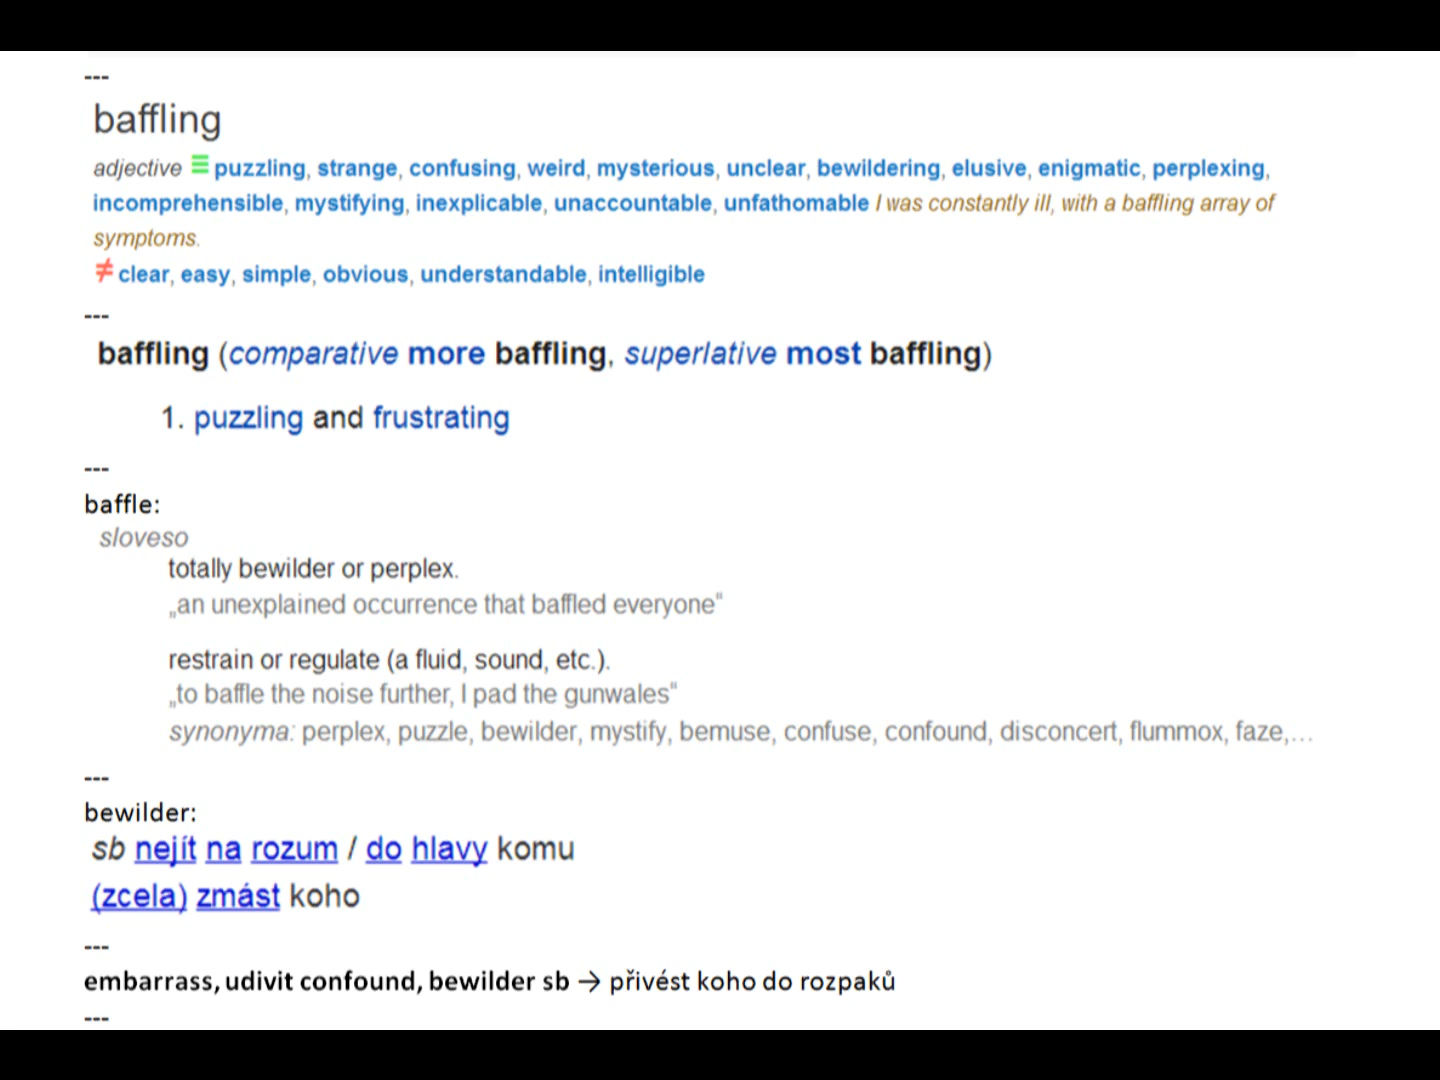 ---
baffling
adjective ≡ puzzling, strange, confusing, weird, mysterious, unclear, bewildering, elusive, enigmatic, perplexing,
incomprehensible, mystifying, inexplicable, unaccountable, unfathomable I was constantly ill, with a baffling array of
symptoms.
≠ clear, easy, simple, obvious, understandable, intelligible
---
baffling (comparative more baffling, superlative most baffling)
1. puzzling and frustrating
---
baffle:
sloveso
totally bewilder or perplex.
„an unexplained occurrence that baffled everyone“
restrain or regulate (a fluid, sound, etc.).
„to baffle the noise further, I pad the gunwales“
synonyma: perplex, puzzle, bewilder, mystify, bemuse, confuse, confound, disconcert, flummox, faze,…
---
bewilder:
sb nejít na rozum / do hlavy komu
(zcela) zmást koho
---
embarrass, udivit confound, bewilder sb → přivést koho do rozpaků
---